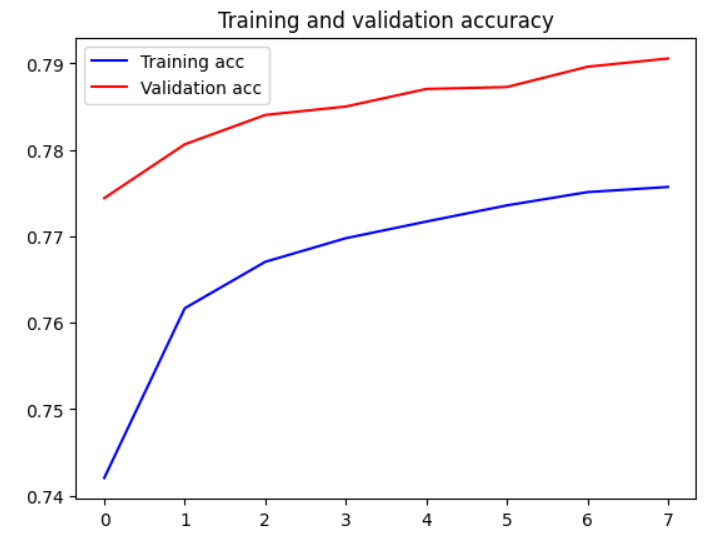 Training and validation accuracy
Training acc
Validation acc
0.79
0.78
0.77
0.76
0.75
0.74
0 1 2 3 4 5 6 7